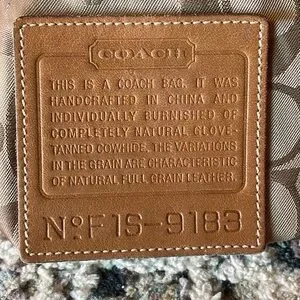 COACH
THIS IS A COACH BAG. IT WAS
HANDCRAFTED IN CHINA AND
INDIVIDUALLY BURNISHED OF
COMPLETELY NATURAL GLOVE-
TANNED COWHIDE. THE VARIATIONS
IN THE GRAIN ARE CHARACTERISTIC
OF NATURAL FULL GRAIN LEATHER.
No. F1S-9183